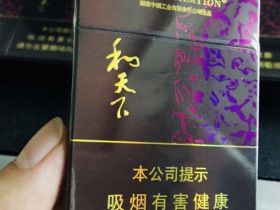 湖南中烟工业有限责任公司出品
和天下
本公司提示
吸烟有害健康